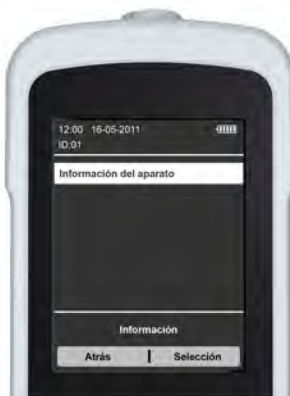 12:00 16-05-2011
ID:01
Información del aparato
Información
Atrás Selección